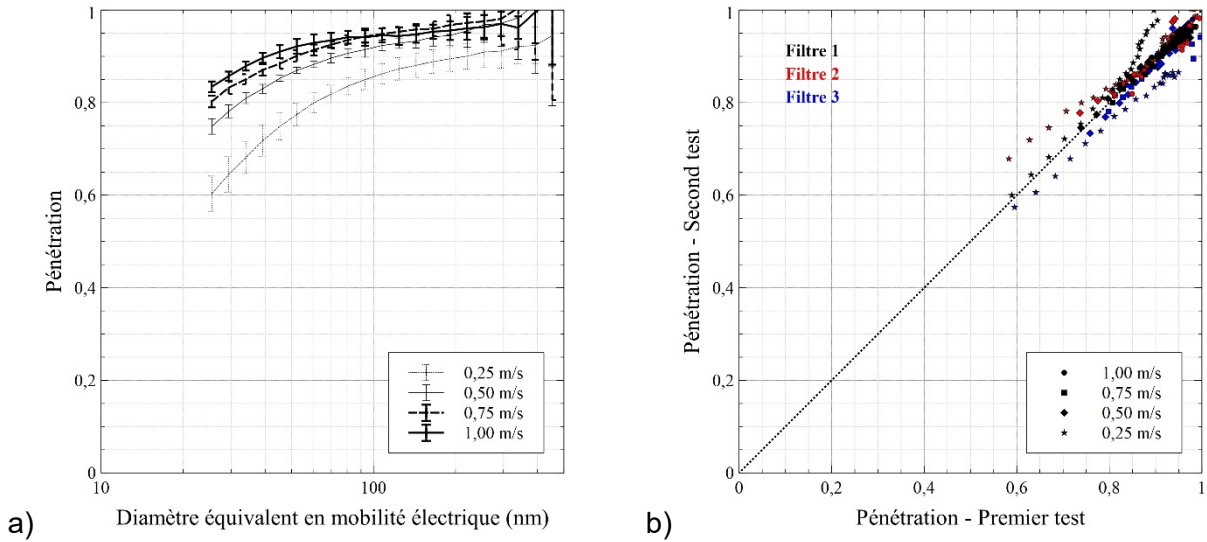 1
0,8
0,6
0,4
0,2
0
10
100
Pénétration
Diamètre équivalent en mobilité électrique (nm)
0,25 m/s
0,50 m/s
0,75 m/s
1,00 m/s
a)
1
0,8
0,6
0,4
0,2
0
0
0,2
0,4
0,6
0,8
1
Pénétration - Second test
Pénétration - Premier test
Filtre 1
Filtre 2
Filtre 3
1,00 m/s
0,75 m/s
0,50 m/s
0,25 m/s
b)